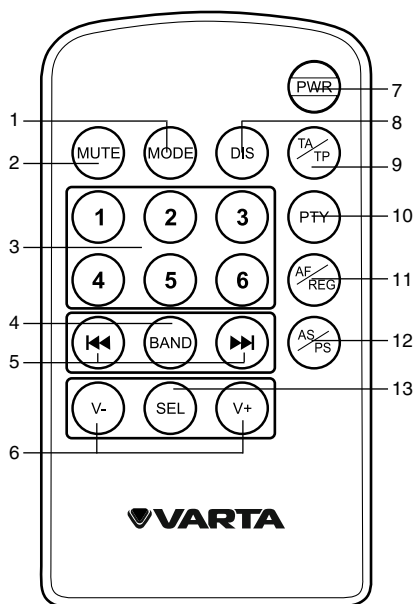 PWR
7
1
8
MUTE MODE DIS TA/TP
2
9
1 2 3 PTY
10
3
4 5 6 AF/REG
11
4
⏮ BAND ⏭ AS/PS
5
12
13
V- SEL V+
6
VARTA